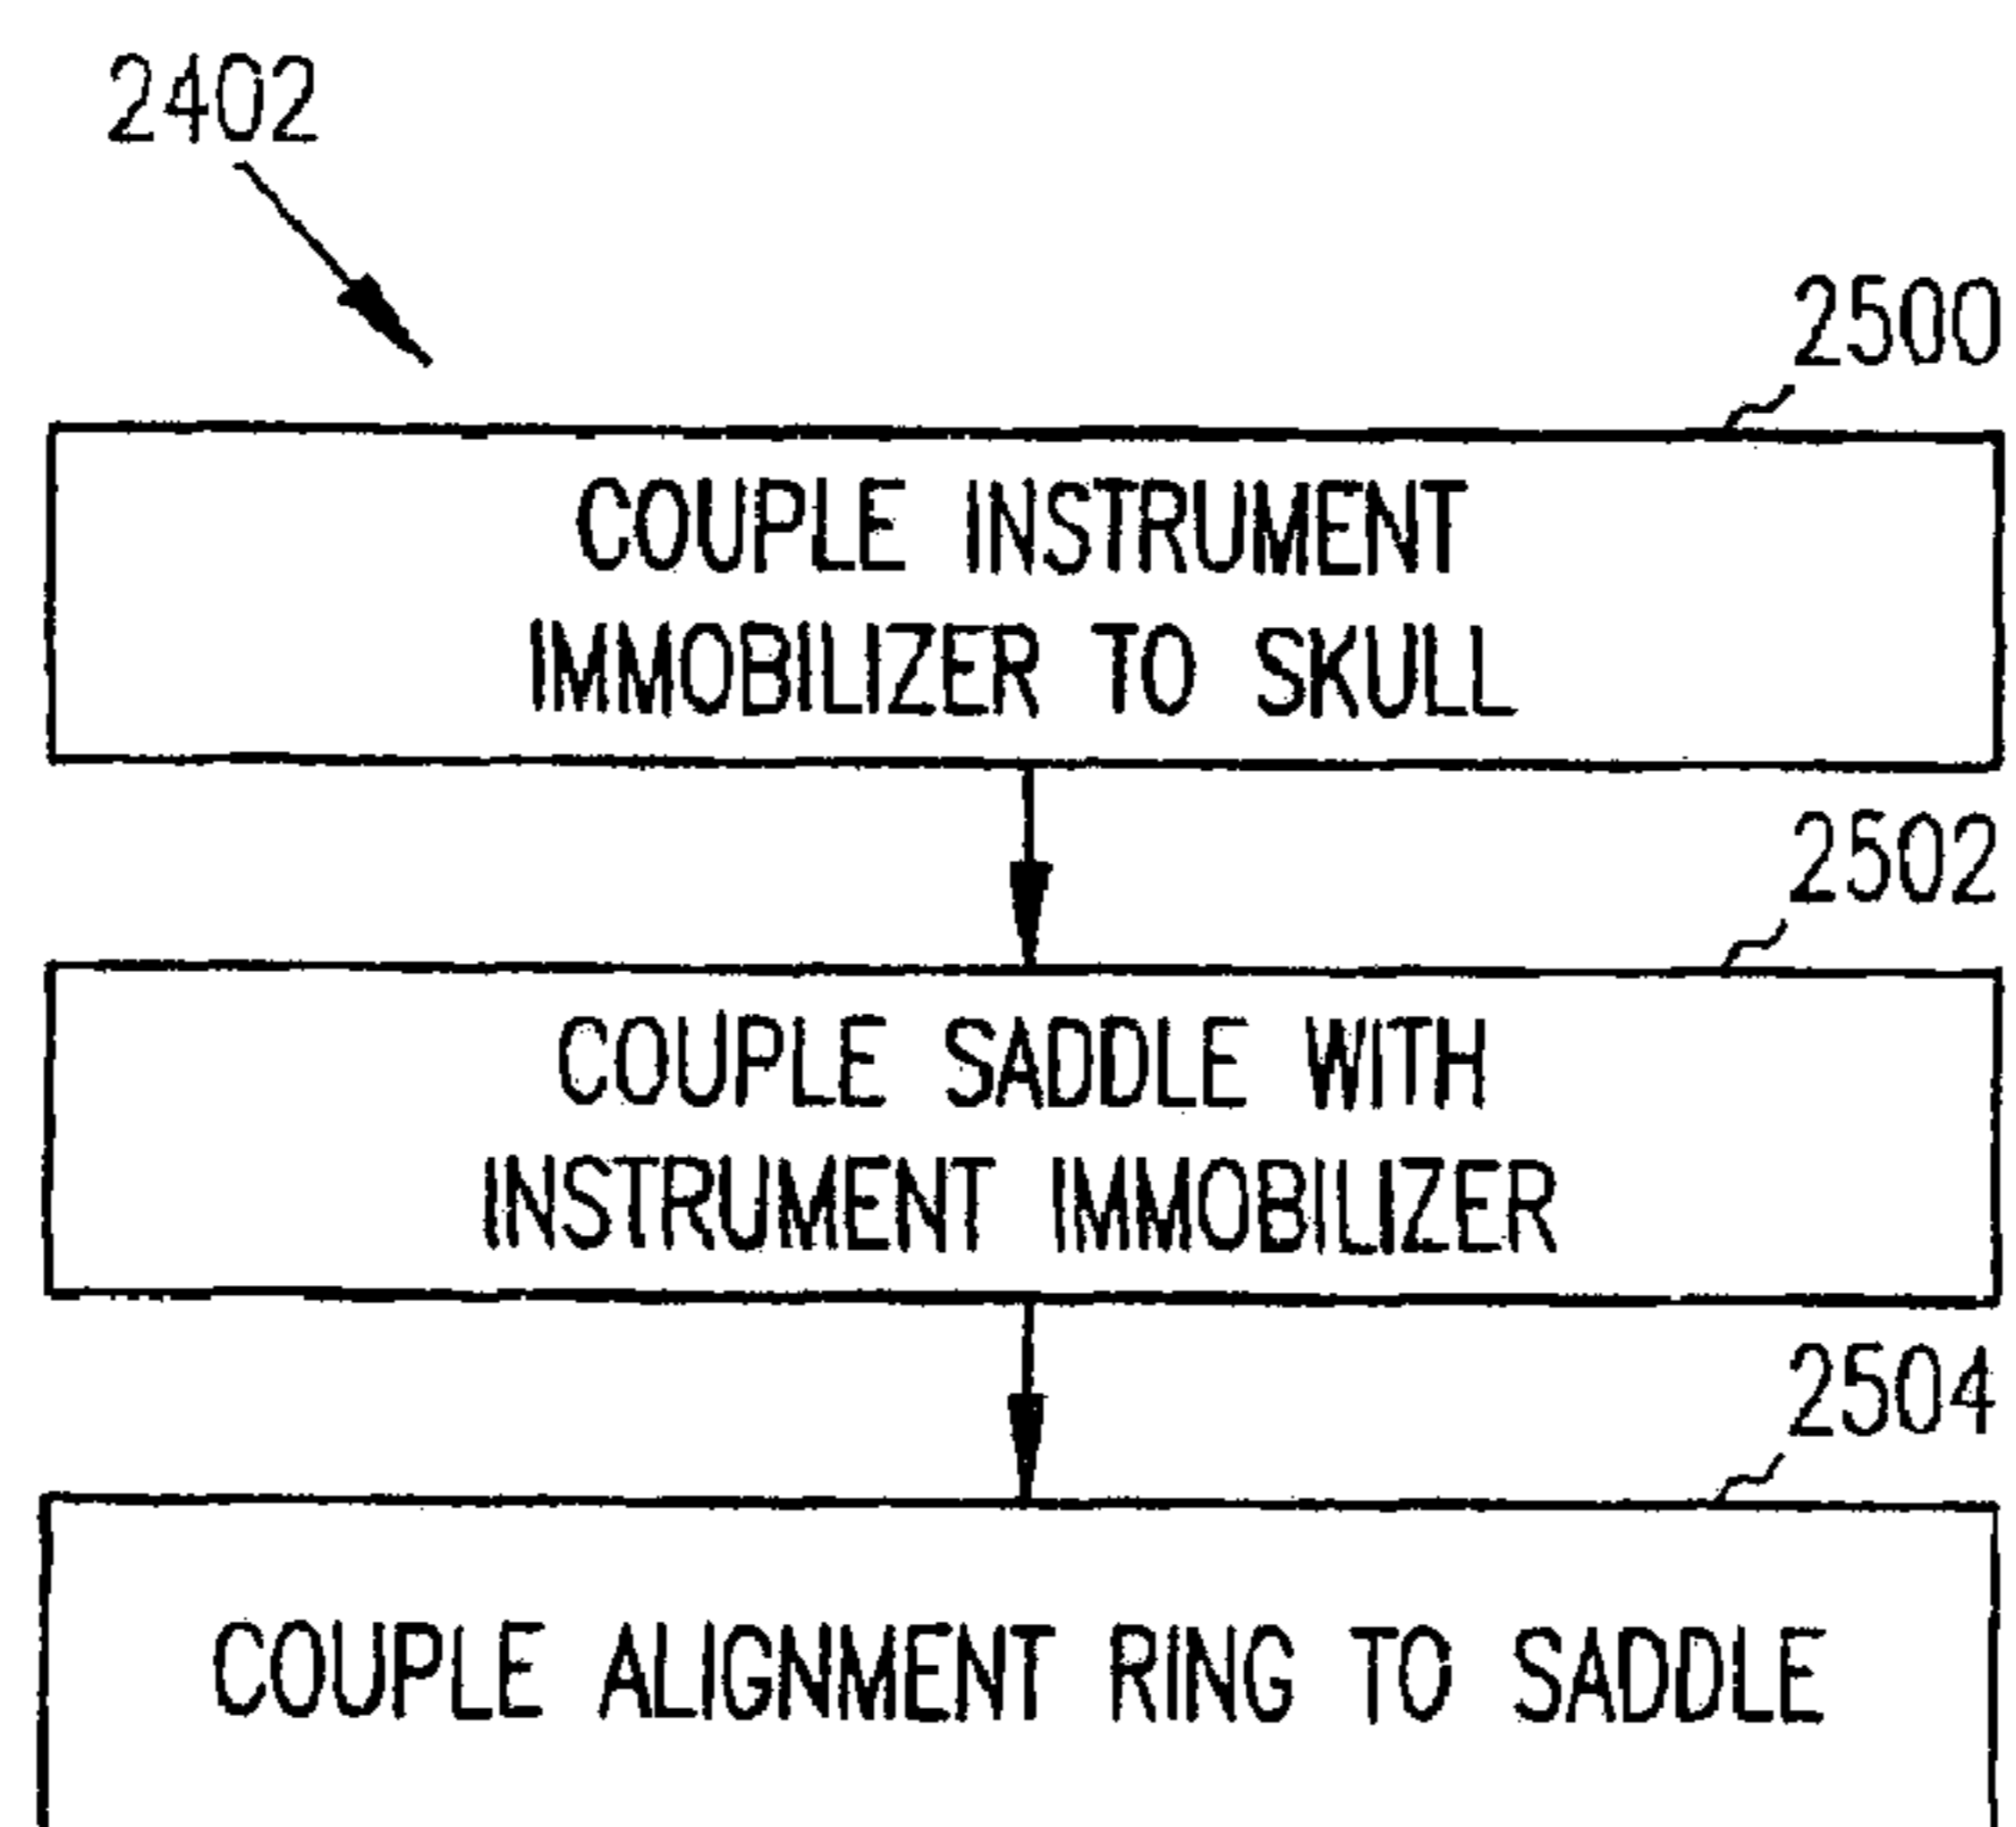 2402
2500
COUPLE INSTRUMENT
IMMOBILIZER TO SKULL
2502
COUPLE SADDLE WITH
INSTRUMENT IMMOBILIZER
2504
COUPLE ALIGNMENT RING TO SADDLE